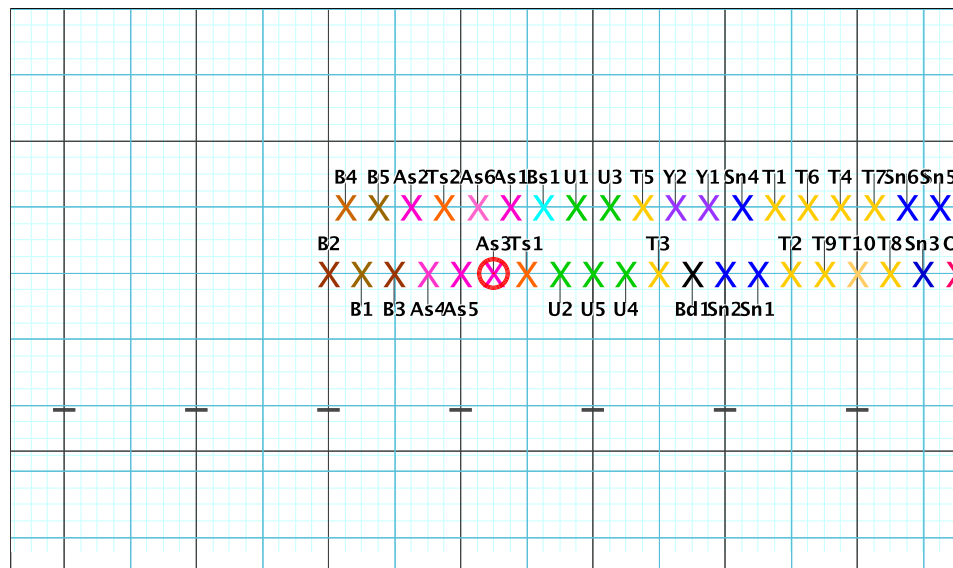 B4 B5 As2 Ts2 As6 As1 Bs1 U1 U3 T5 Y2 Y1 Sn4 T1 T6 T4 T7 Sn6 Sn5
B2 As3 Ts1 T3 T2 T9 T10 T8 Sn3
B1 B3 As4 As5 U2 U5 U4 Bd1 Sn2 Sn1